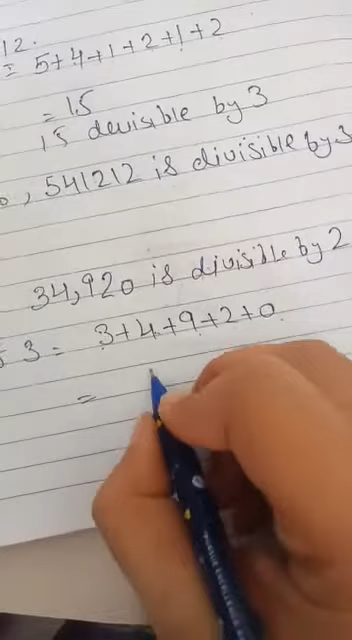 12.
= 5+4+1+2+1+2
= 15
15 devisible by 3
, 541212 is divisible by 3
34,920 is divisible by 2
3 = 3+4+9+2+0
=